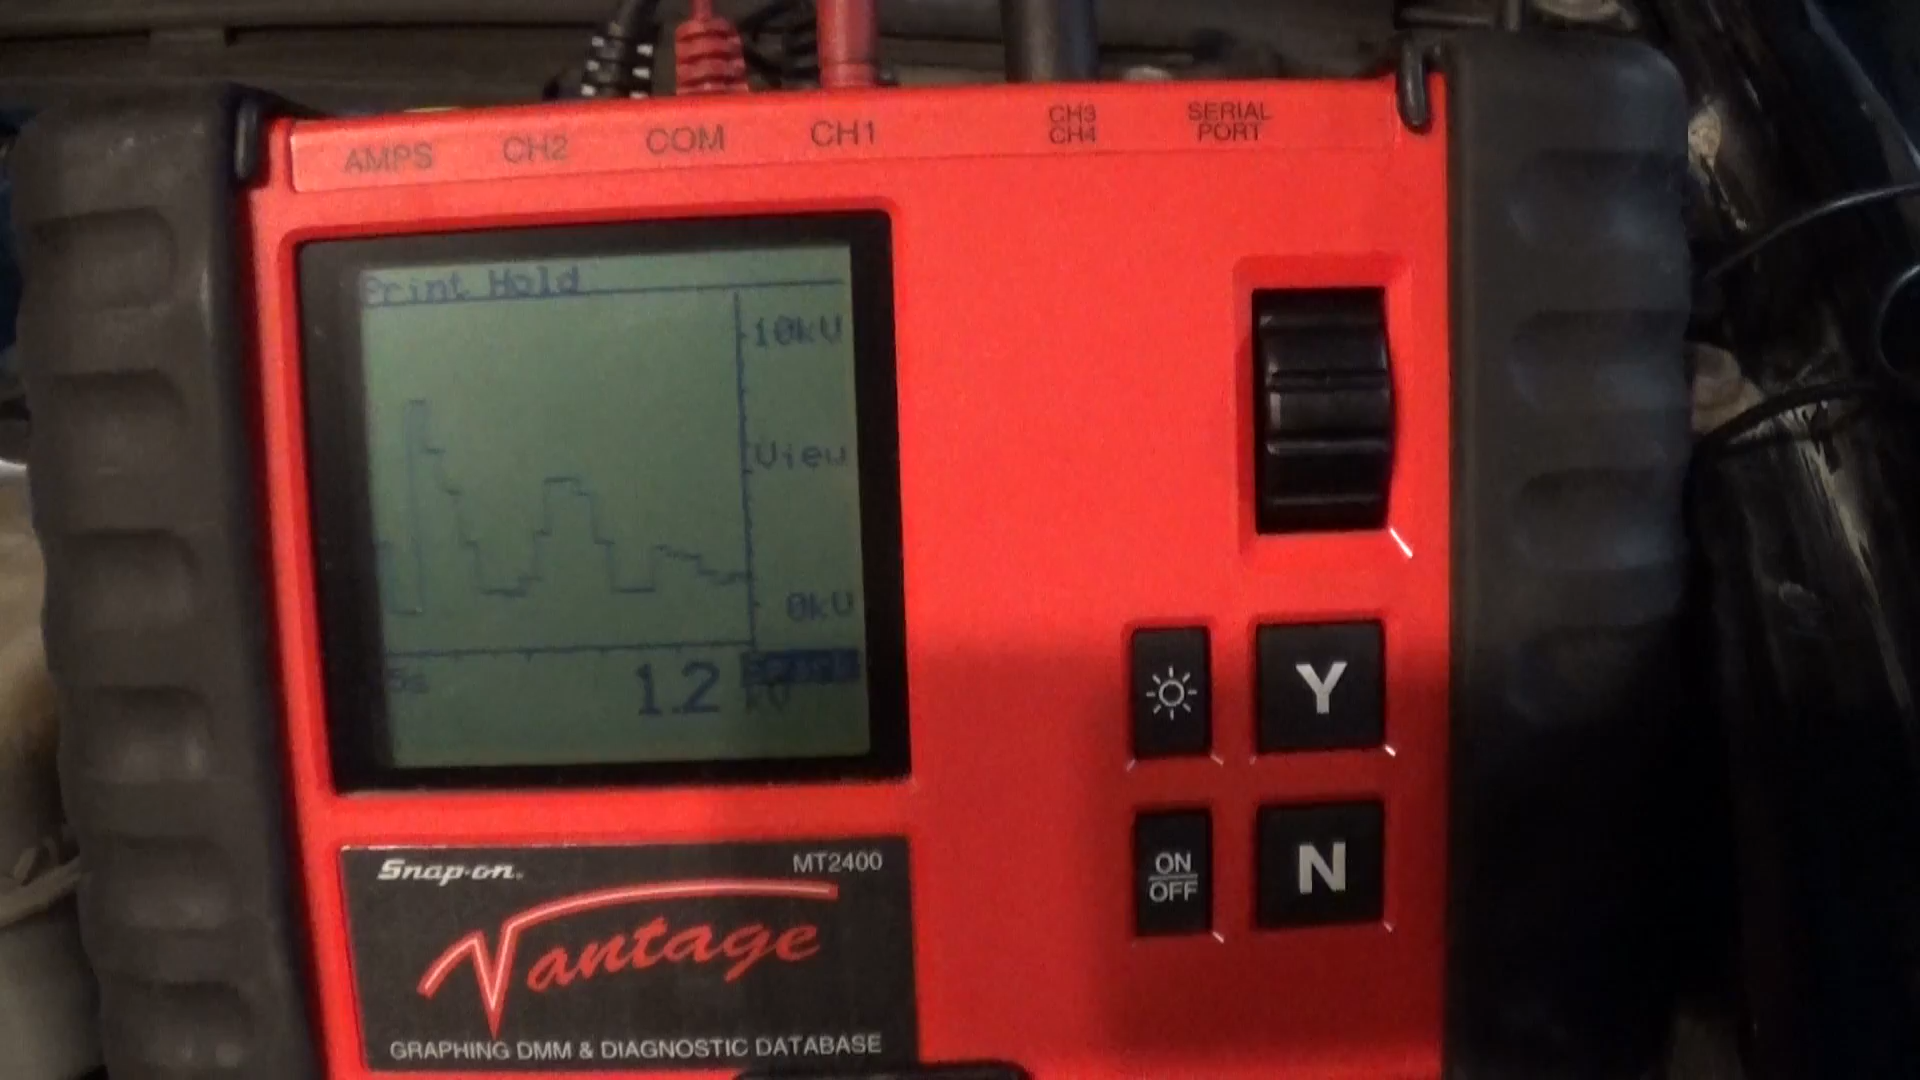 AMPS CH2 COM CH1 CH3 SERIAL
CH4 PORT
Print Hold
10kV
View
0kV
1.2 kV
Y
ON
OFF
N
Snap-on. MT2400
Vantage
GRAPHING DMM & DIAGNOSTIC DATABASE